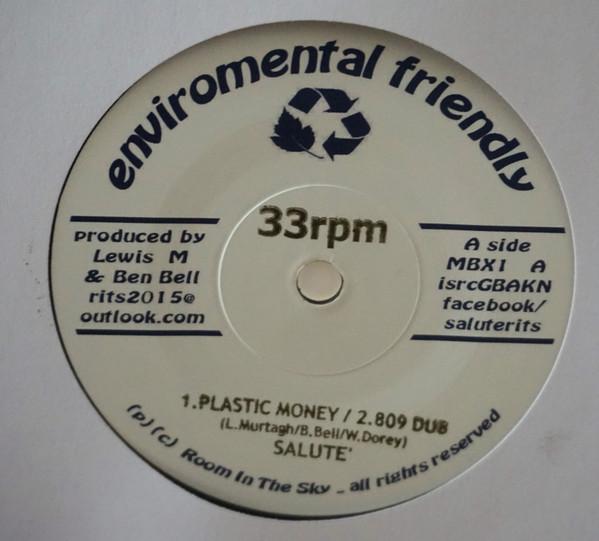 enviromental friendly
33rpm
produced by
Lewis M
& Ben Bell
rits2015@
outlook.com
A side
MBX1 A
isrcGBAKN
facebook/
saluterits
1.PLASTIC MONEY / 2.809 DUB
(L.Murtagh/B.Bell/W.Dorey)
SALUTE'
(p) (c) Room In The Sky - all rights reserved